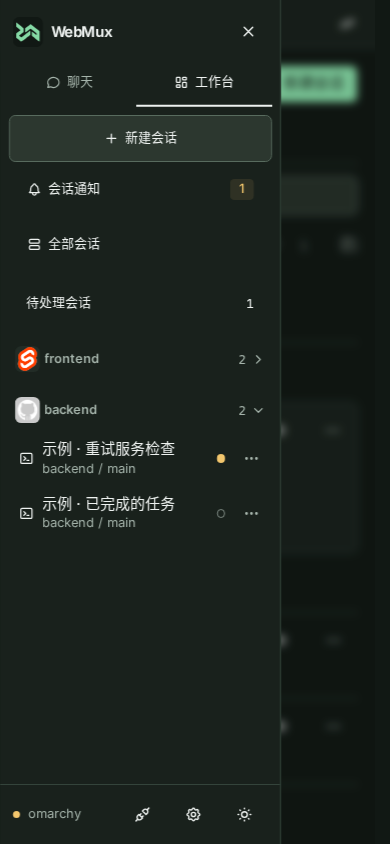 WebMux
聊天
工作台
新建会话
会话通知 1
全部会话
待处理会话 1
frontend 2
backend 2
示例 · 重试服务检查
backend / main
示例 · 已完成的任务
backend / main
omarchy